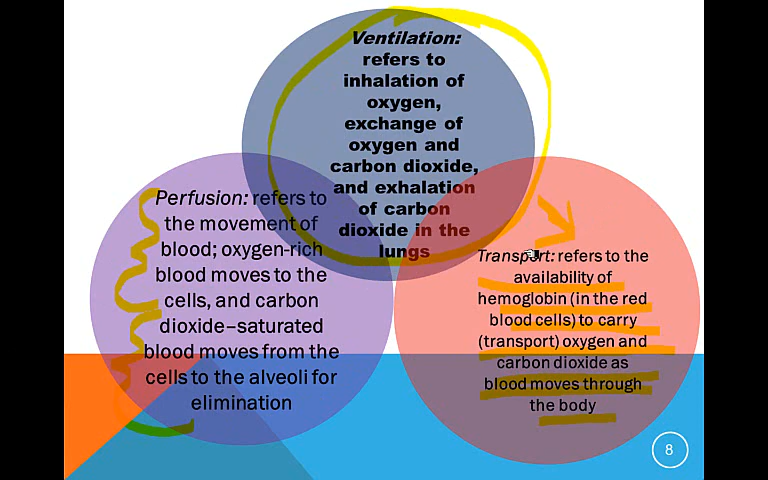 Ventilation:
refers to
inhalation of
oxygen,
exchange of
oxygen and
carbon dioxide,
and exhalation
of carbon
dioxide in the
lungs
Perfusion: refers to
the movement of
blood; oxygen-rich
blood moves to the
cells, and carbon
dioxide–saturated
blood moves from the
cells to the alveoli for
elimination
Transport: refers to the
availability of
hemoglobin (in the red
blood cells) to carry
(transport) oxygen and
carbon dioxide as
blood moves through
the body
8